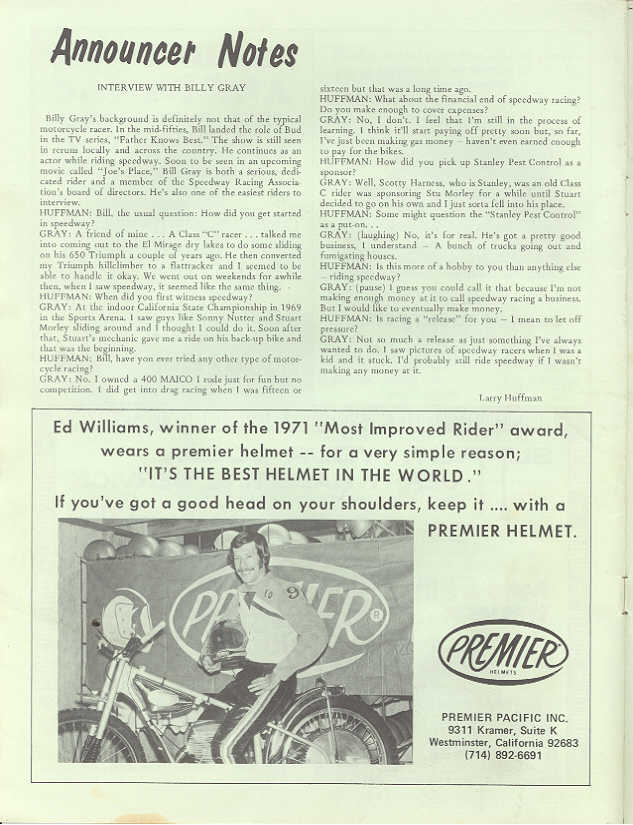 Announcer Notes
INTERVIEW WITH BILLY GRAY
Billy Gray's background is definitely not that of the typical
motorcycle racer. In the mid-fifties, Bill landed the role of Bud
in the TV series, "Father Knows Best." The show is still seen
in reruns locally and across the country. He continues as an
actor while riding speedway. Soon to be seen in an upcoming
movie called "Joe's Place," Bill Gray is both a serious, dedi-
cated rider and a member of the Speedway Racing Associa-
tion's board of directors. He's also one of the easiest riders to
interview.
HUFFMAN: Bill, the usual question: How did you get started
in speedway?
GRAY: A friend of mine . . . A Class "C" racer . . . talked me
into coming out to the El Mirage dry lakes to do some sliding
on his 650 Triumph a couple of years ago. He then converted
my Triumph hillclimber to a flattracker and I seemed to be
able to handle it okay. We went out on weekends for awhile
then, when I saw speedway, it seemed like the same thing.
HUFFMAN: When did you first witness speedway?
GRAY: At the indoor California State Championship in 1969
in the Sports Arena. I saw guys like Sonny Nutter and Stuart
Morley sliding around and I thought I could do it. Soon after
that, Stuart's mechanic gave me a ride on his back-up bike and
that was the beginning.
HUFFMAN: Bill, have you ever tried any other type of motor-
cycle racing?
GRAY: No. I owned a 400 MAICO I rode just for fun but no
competition. I did get into drag racing when I was fifteen or
sixteen but that was a long time ago.
HUFFMAN: What about the financial end of speedway racing?
Do you make enough to cover expenses?
GRAY: No, I don't. I feel that I'm still in the process of
learning. I think it'll start paying off pretty soon but, so far,
I've just been making gas money – haven't even earned enough
to pay for the bikes.
HUFFMAN: How did you pick up Stanley Pest Control as a
sponsor?
GRAY: Well, Scotty Harness, who is Stanley, was an old Class
C rider was sponsoring Stu Morley for a while until Stuart
decided to go on his own and I just sorta fell into his place.
HUFFMAN: Some might question the "Stanley Pest Control"
as a put-on. . .
GRAY: (laughing) No, it's for real. He's got a pretty good
business, I understand – A bunch of trucks going out and
fumigating houses.
HUFFMAN: Is this more of a hobby to you than anything else
– riding speedway?
GRAY: (pause) I guess you could call it that because I'm not
making enough money at it to call speedway racing a business.
But I would like to eventually make money.
HUFFMAN: Is racing a "release" for you – I mean to let off
pressure?
GRAY: Not so much a release as just something I've always
wanted to do. I saw pictures of speedway racers when I was a
kid and it stuck. I'd probably still ride speedway if I wasn't
making any money at it.
Larry Huffman
Ed Williams, winner of the 1971 "Most Improved Rider" award,
wears a premier helmet -- for a very simple reason;
"IT'S THE BEST HELMET IN THE WORLD."
If you've got a good head on your shoulders, keep it .... with a
PREMIER HELMET.
PREMIER ®
9
PREMIER
HELMETS
PREMIER PACIFIC INC.
9311 Kramer, Suite K
Westminster, California 92683
(714) 892-6691